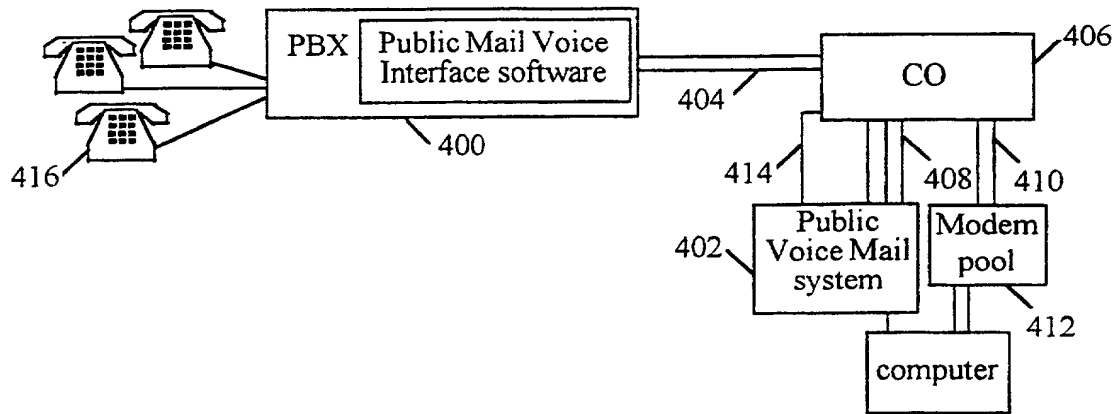 PBX
Public Mail Voice
Interface software
CO
406
404
400
416
414
408
410
Public
Voice Mail
system
402
Modem
pool
412
computer